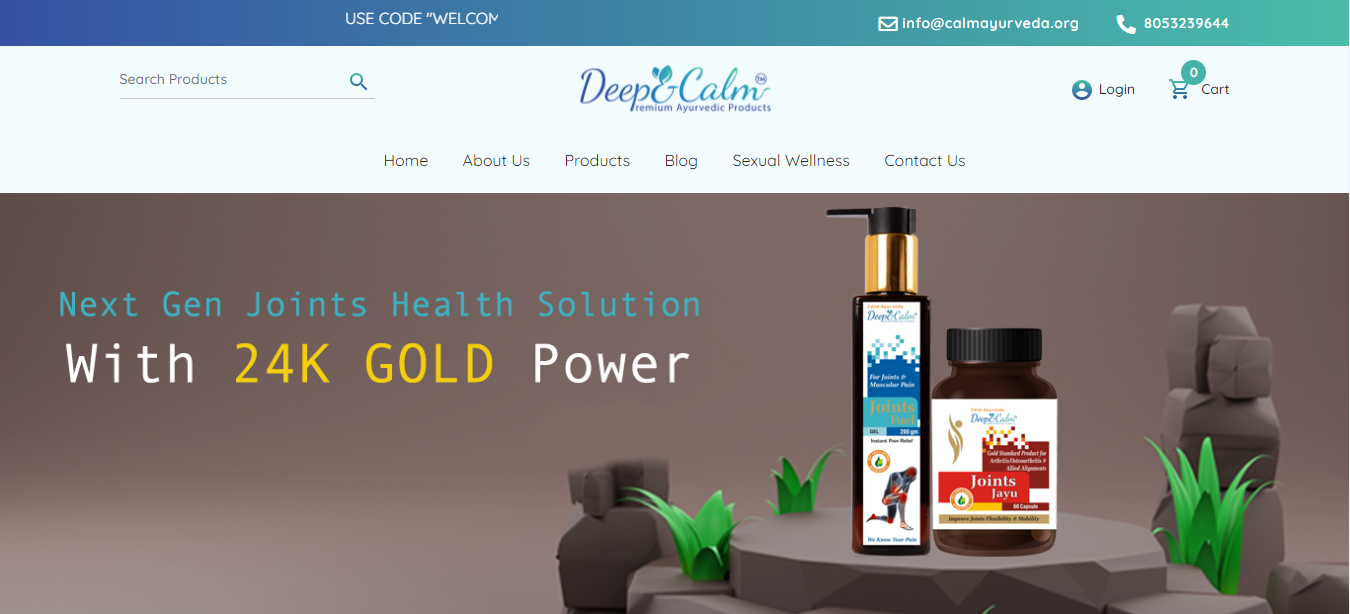 USE CODE "WELCOM
info@calmayurveda.org
8053239644
Search Products
Deep&Calm TM
Premium Ayurvedic Products
Login
0
Cart
Home
About Us
Products
Blog
Sexual Wellness
Contact Us
Next Gen Joints Health Solution
With 24K GOLD Power
Calm Ayurveda
Deep&Calm
For Joints &
Muscular Pain
Joints
Fuel
GEL
200 gm
Instant Pain Relief
We Know Your Pain
Calm Ayurveda
Deep&Calm
Gold Standard Product for
Arthritis/Osteoarthritis &
Allied Alignments
Joints
Jayu
60 Capsule
Improve Joints Flexibility & Mobility